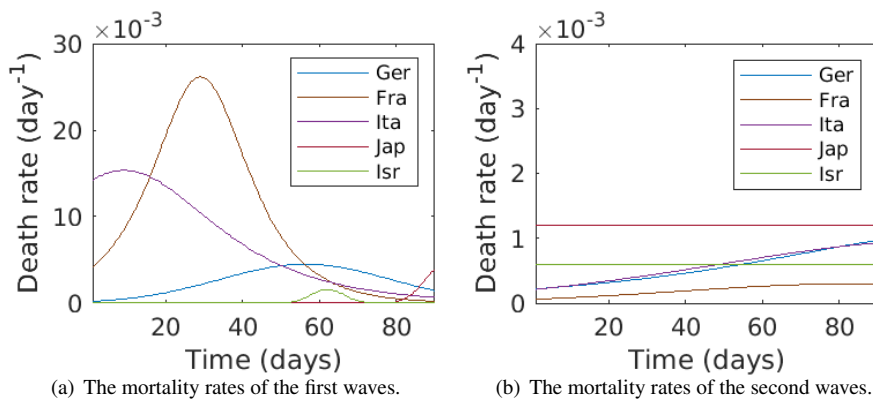 ×10⁻³
30
20
10
0
Death rate (day⁻¹)
Ger
Fra
Ita
Jap
Isr
20 40 60 80
Time (days)
(a) The mortality rates of the first waves.
×10⁻³
4
3
2
1
0
Death rate (day⁻¹)
Ger
Fra
Ita
Jap
Isr
20 40 60 80
Time (days)
(b) The mortality rates of the second waves.